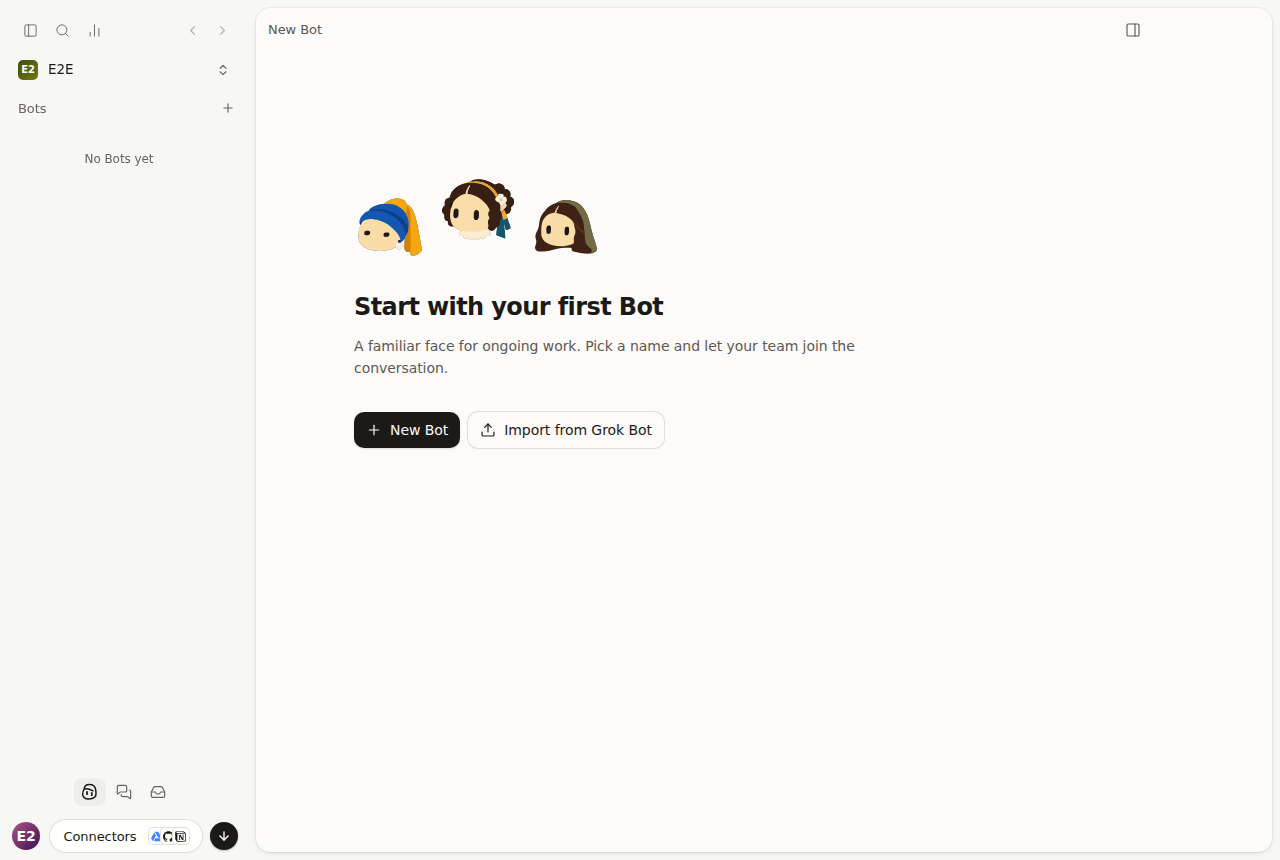 New Bot
E2 E2E
Bots
No Bots yet
Start with your first Bot
A familiar face for ongoing work. Pick a name and let your team join the
conversation.
New Bot
Import from Grok Bot
E2
Connectors